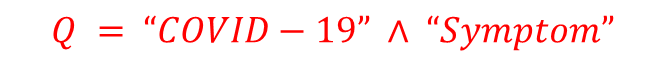 Q = “COVID – 19” ∧ “Symptom”